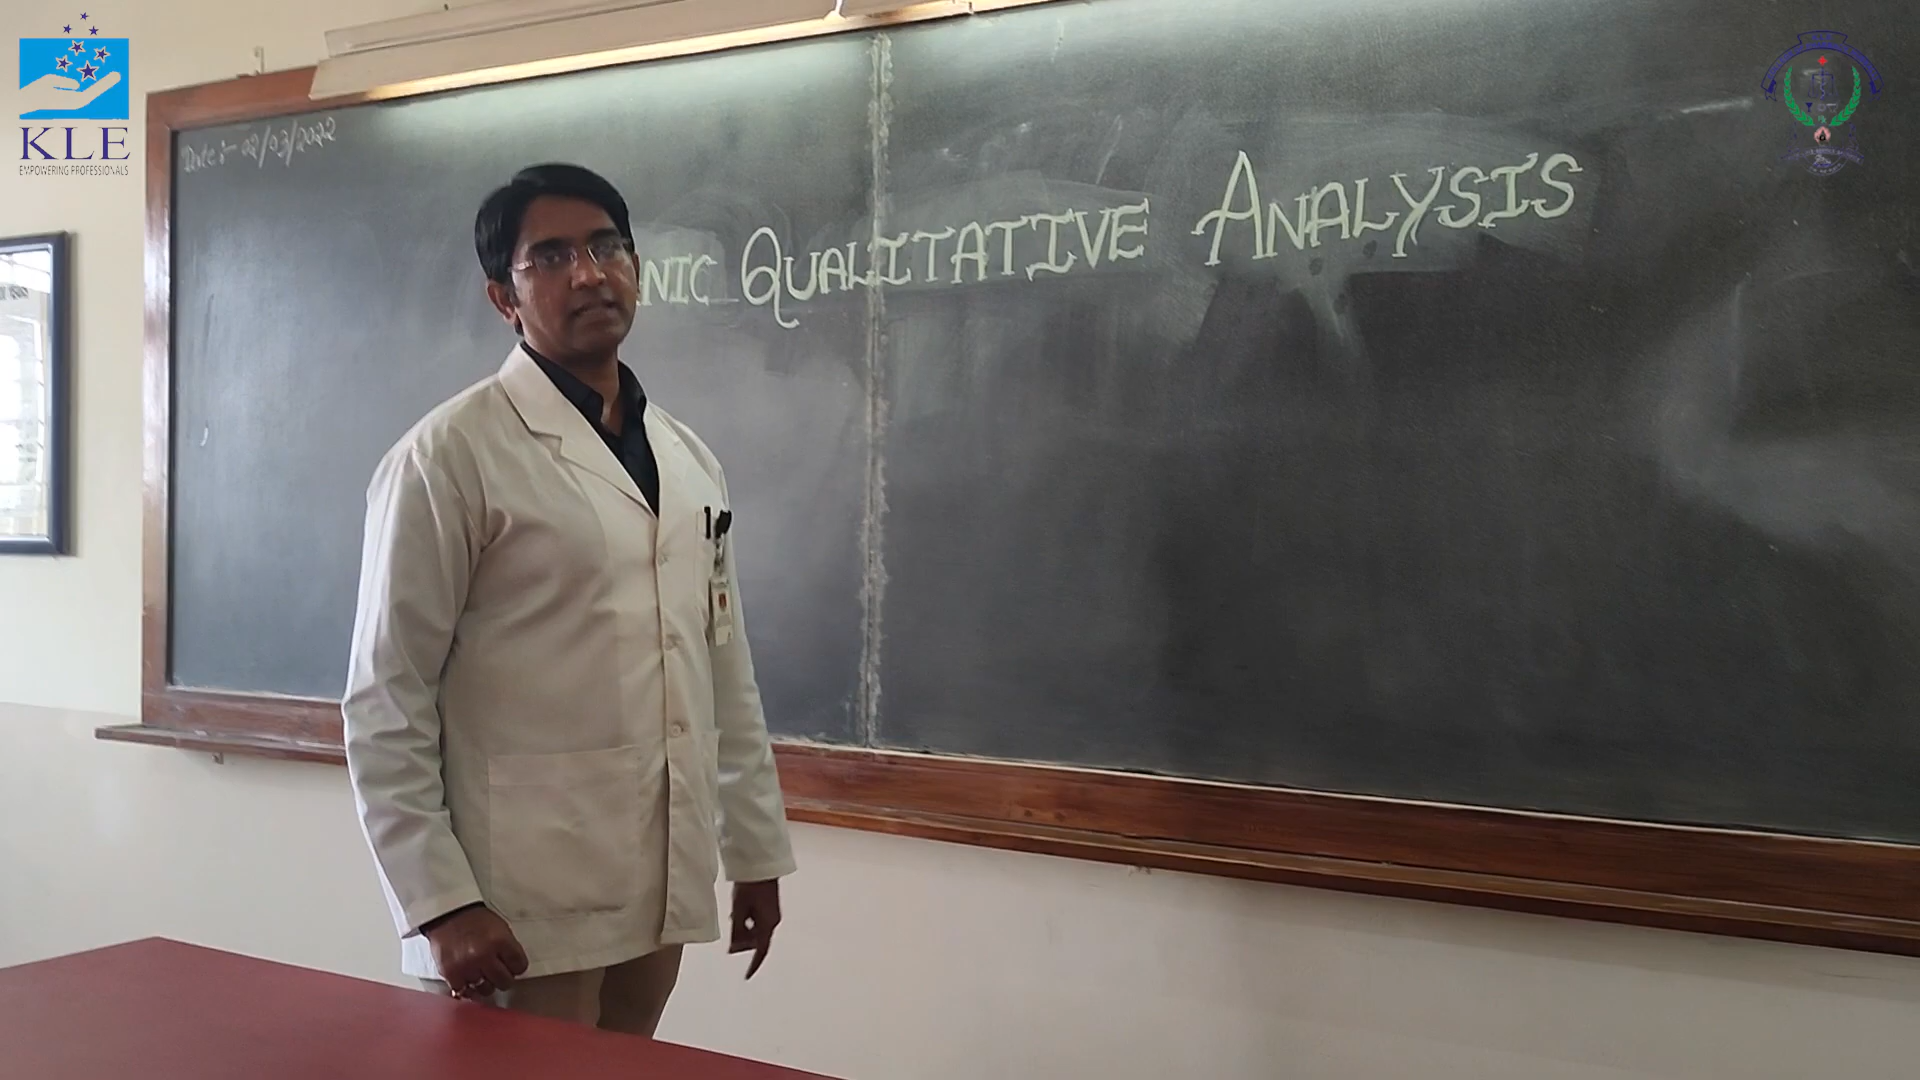 KLE
EMPOWERING PROFESSIONALS
Date :- 02/03/2022
NIC QUALITATIVE ANALYSIS